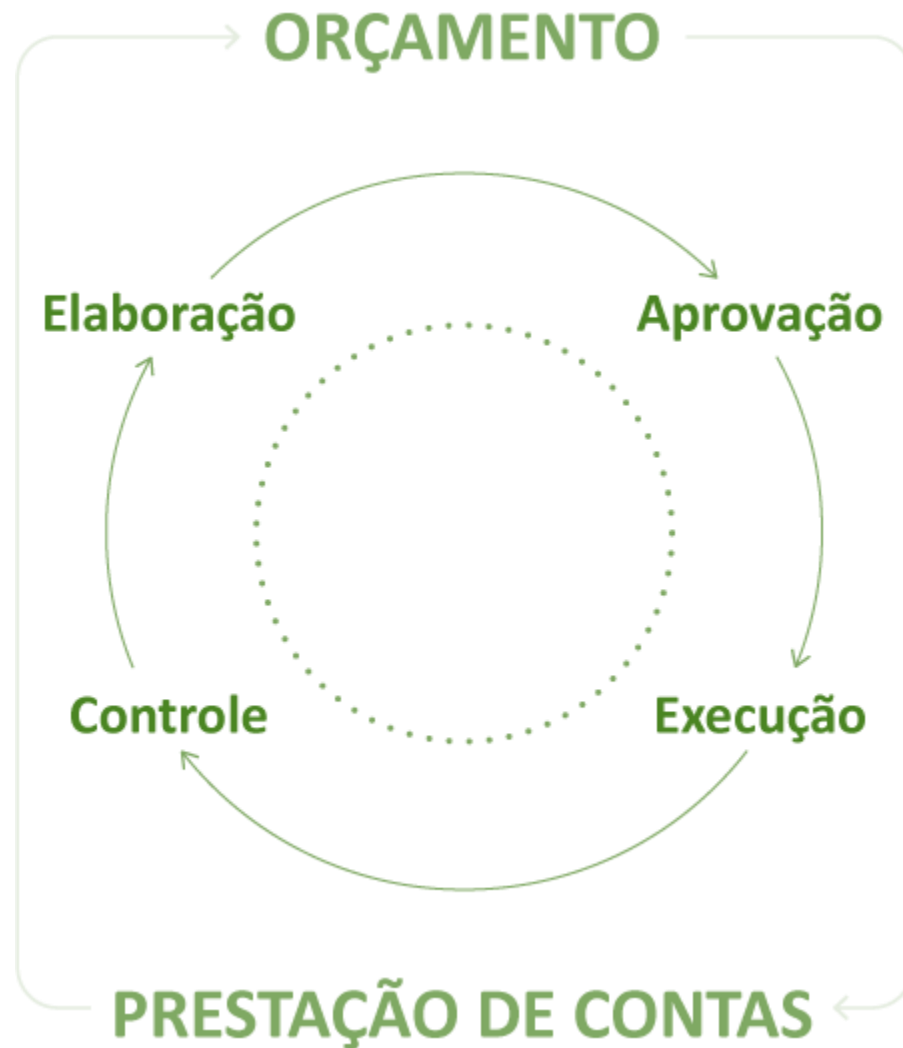 ORÇAMENTO
Elaboração
Aprovação
Controle
Execução
PRESTAÇÃO DE CONTAS